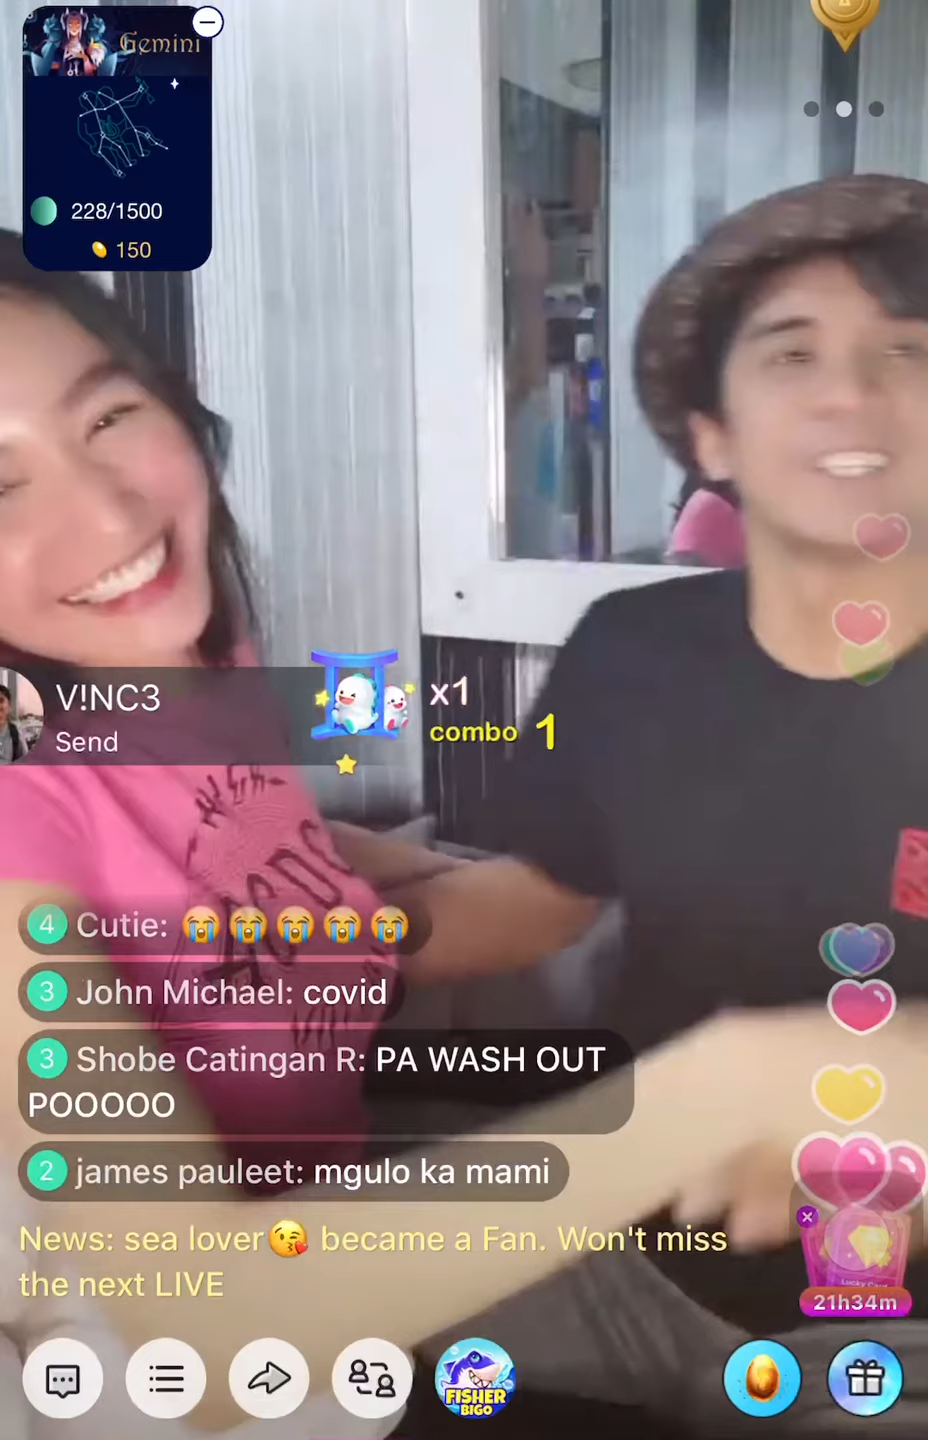 Gemini
228/1500
150
V!NC3
Send
x1
combo 1
4 Cutie: 😭😭😭😭😭
3 John Michael: covid
3 Shobe Catingan R: PA WASH OUT
POOOOO
2 james pauleet: mgulo ka mami
News: sea lover😘 became a Fan. Won't miss
the next LIVE
Lucky Card
21h34m
FISHER
BIGO